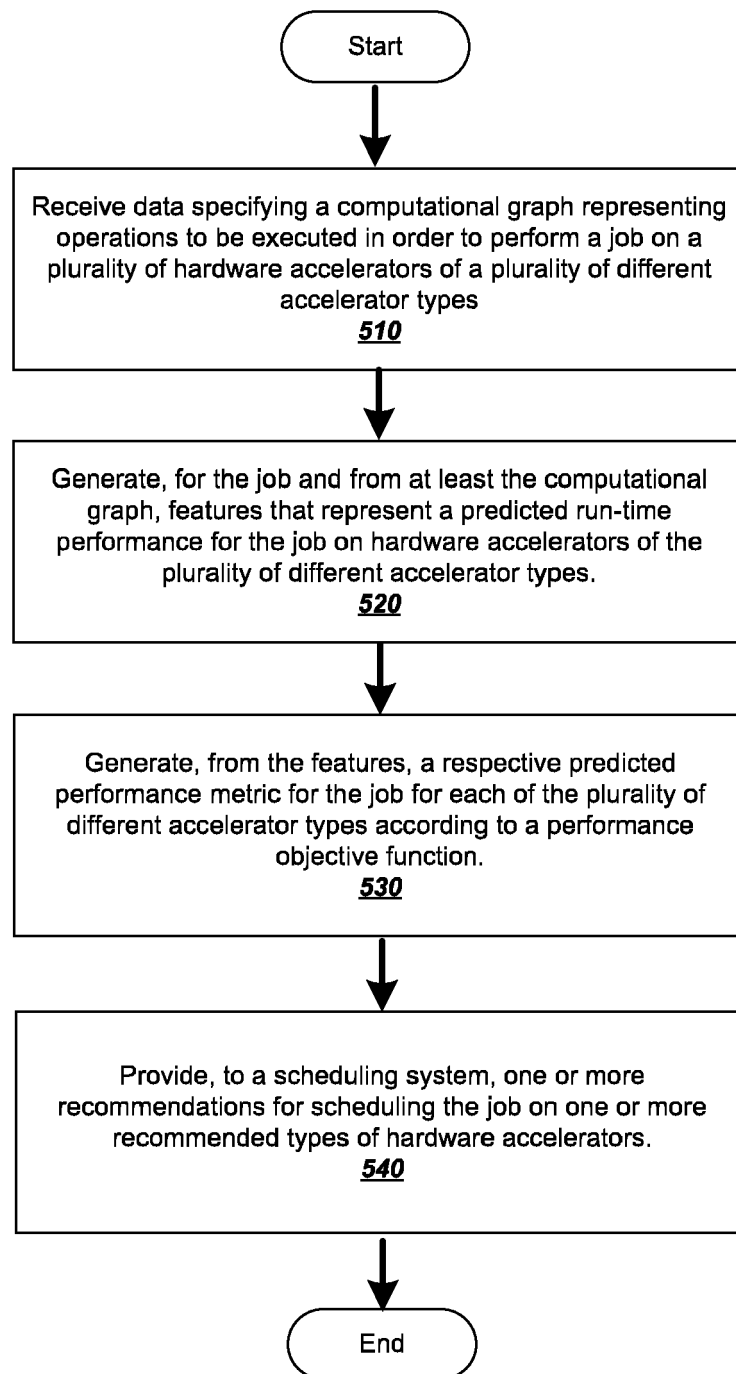 Start
Receive data specifying a computational graph representing
operations to be executed in order to perform a job on a
plurality of hardware accelerators of a plurality of different
accelerator types
510
Generate, for the job and from at least the computational
graph, features that represent a predicted run-time
performance for the job on hardware accelerators of the
plurality of different accelerator types.
520
Generate, from the features, a respective predicted
performance metric for the job for each of the plurality of
different accelerator types according to a performance
objective function.
530
Provide, to a scheduling system, one or more
recommendations for scheduling the job on one or more
recommended types of hardware accelerators.
540
End